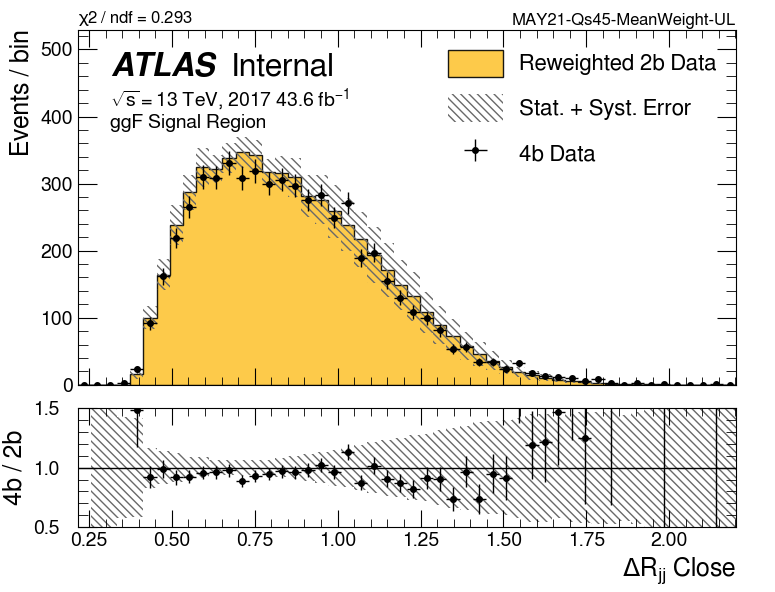 χ² / ndf = 0.293 MAY21-Qs45-MeanWeight-UL
Events / bin
500
400
300
200
100
0
ATLAS Internal
√s = 13 TeV, 2017 43.6 fb⁻¹
ggF Signal Region
Reweighted 2b Data
Stat. + Syst. Error
4b Data
4b / 2b
1.5
1.0
0.5
0.25 0.50 0.75 1.00 1.25 1.50 1.75 2.00
ΔRjj Close